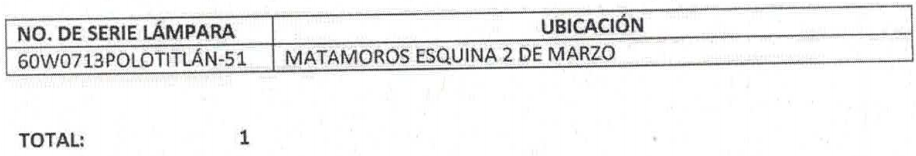 NO. DE SERIE LÁMPARA UBICACIÓN
60W0713POLOTITLÁN-51 MATAMOROS ESQUINA 2 DE MARZO
TOTAL: 1